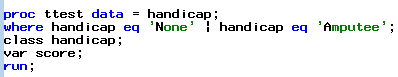 proc ttest data = handicap;
where handicap eq 'None' | handicap eq 'Amputee';
class handicap;
var score;
run;